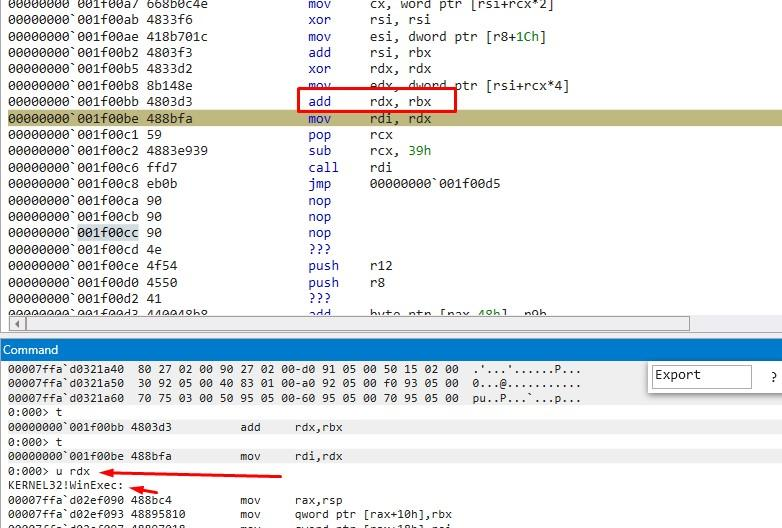 00000000`001f00a7 668b0c4e mov cx, word ptr [rsi+rcx*2]
00000000`001f00ab 4833f6 xor rsi, rsi
00000000`001f00ae 418b701c mov esi, dword ptr [r8+1Ch]
00000000`001f00b2 4803f3 add rsi, rbx
00000000`001f00b5 4833d2 xor rdx, rdx
00000000`001f00b8 8b148e mov edx, dword ptr [rsi+rcx*4]
00000000`001f00bb 4803d3 add rdx, rbx
00000000`001f00be 488bfa mov rdi, rdx
00000000`001f00c1 59 pop rcx
00000000`001f00c2 4883e939 sub rcx, 39h
00000000`001f00c6 ffd7 call rdi
00000000`001f00c8 eb0b jmp 00000000`001f00d5
00000000`001f00ca 90 nop
00000000`001f00cb 90 nop
00000000`001f00cc 90 nop
00000000`001f00cd 4e ???
00000000`001f00ce 4f54 push r12
00000000`001f00d0 4550 push r8
00000000`001f00d2 41 ???
00000000`001f00d3 440048b8 add byte ptr [rax-48h], r9b
Command
00007ffa`d0321a40 80 27 02 00 90 27 02 00-d0 91 05 00 50 15 02 00 .'...'......P...
00007ffa`d0321a50 30 92 05 00 40 83 01 00-a0 92 05 00 f0 93 05 00 0...@...........
00007ffa`d0321a60 70 75 03 00 50 95 05 00-60 95 05 00 70 95 05 00 pu..P...`...p...
Export ?
0:000> t
00000000`001f00bb 4803d3 add rdx,rbx
0:000> t
00000000`001f00be 488bfa mov rdi,rdx
0:000> u rdx
KERNEL32!WinExec:
00007ffa`d02ef090 488bc4 mov rax,rsp
00007ffa`d02ef093 48895810 mov qword ptr [rax+10h],rbx